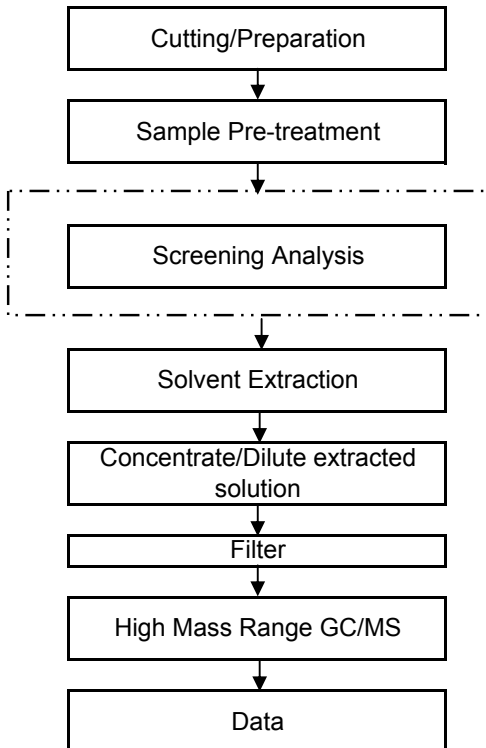 Cutting/Preparation
Sample Pre-treatment
Screening Analysis
Solvent Extraction
Concentrate/Dilute extracted
solution
Filter
High Mass Range GC/MS
Data